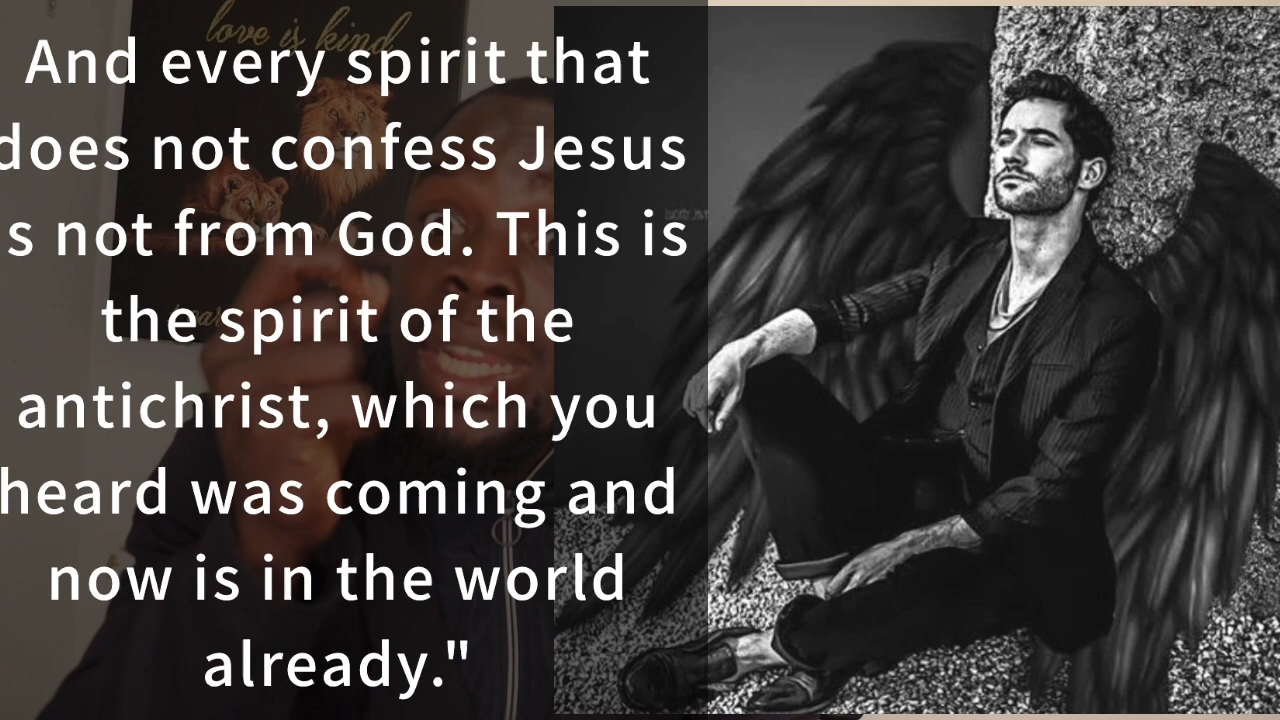 love is kind
And every spirit that
does not confess Jesus
s not from God. This is
the spirit of the
antichrist, which you
heard was coming and
now is in the world
already."